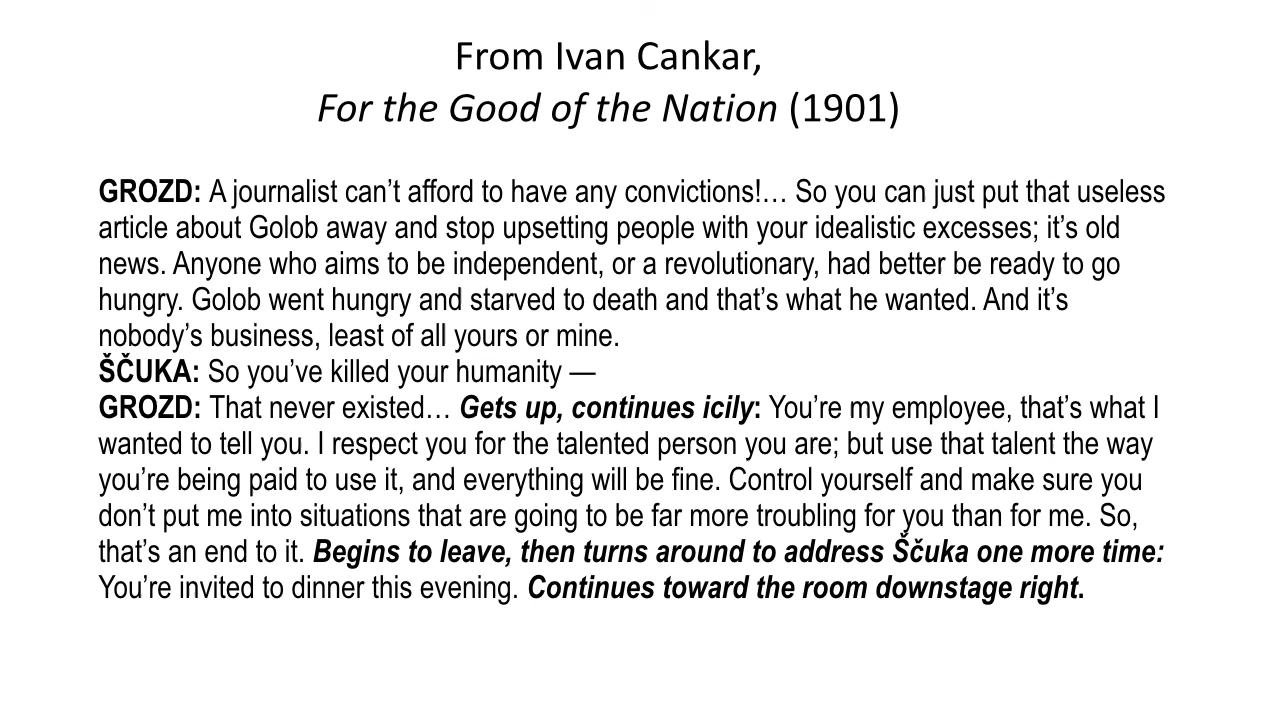 From Ivan Cankar,
For the Good of the Nation (1901)
GROZD: A journalist can’t afford to have any convictions!… So you can just put that useless
article about Golob away and stop upsetting people with your idealistic excesses; it’s old
news. Anyone who aims to be independent, or a revolutionary, had better be ready to go
hungry. Golob went hungry and starved to death and that’s what he wanted. And it’s
nobody’s business, least of all yours or mine.
ŠČUKA: So you’ve killed your humanity —
GROZD: That never existed… Gets up, continues icily: You’re my employee, that’s what I
wanted to tell you. I respect you for the talented person you are; but use that talent the way
you’re being paid to use it, and everything will be fine. Control yourself and make sure you
don’t put me into situations that are going to be far more troubling for you than for me. So,
that’s an end to it. Begins to leave, then turns around to address Ščuka one more time:
You’re invited to dinner this evening. Continues toward the room downstage right.